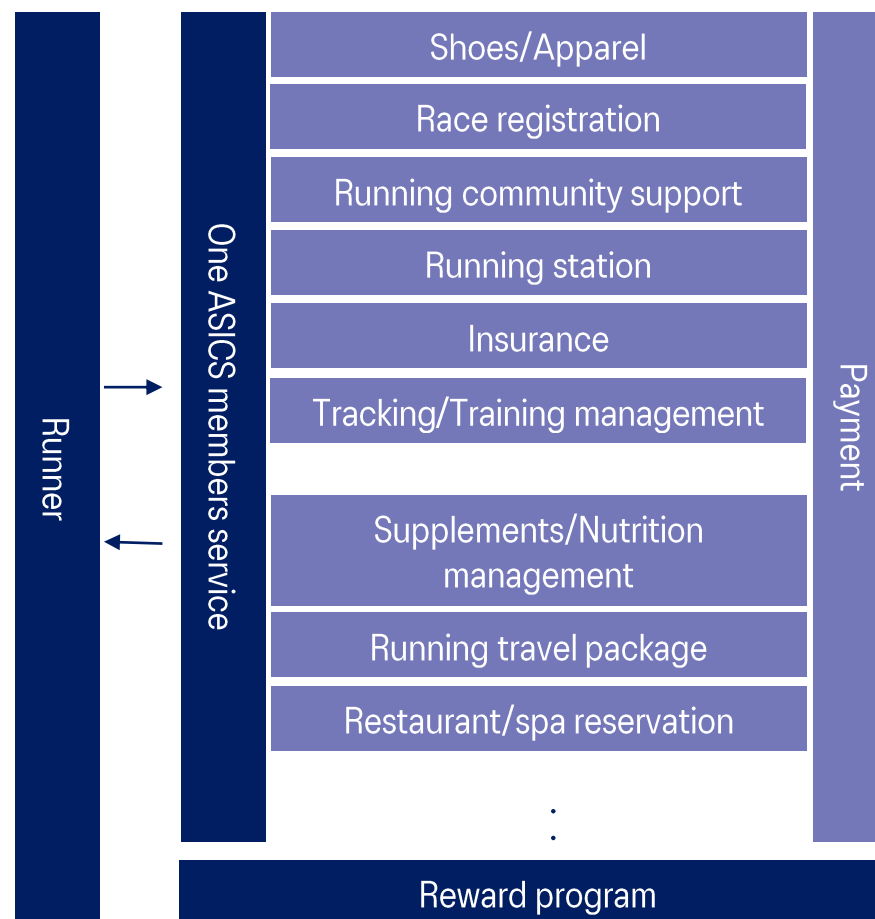 Runner
One ASICS members service
Shoes/Apparel
Race registration
Running community support
Running station
Insurance
Tracking/Training management
Supplements/Nutrition
management
Running travel package
Restaurant/spa reservation
:
Payment
Reward program